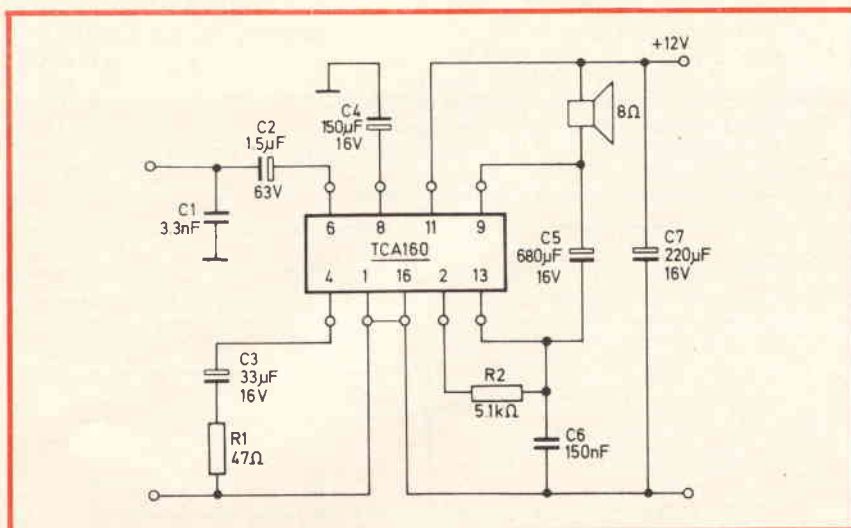 +12V
C4
150µF
16V
8Ω
C2
1.5µF
63V
C1
3.3nF
6
8
11
9
TCA160
4
1
16
2
13
C5
680µF
16V
C7
220µF
16V
C3
33µF
16V
R2
5.1kΩ
R1
47Ω
C6
150nF